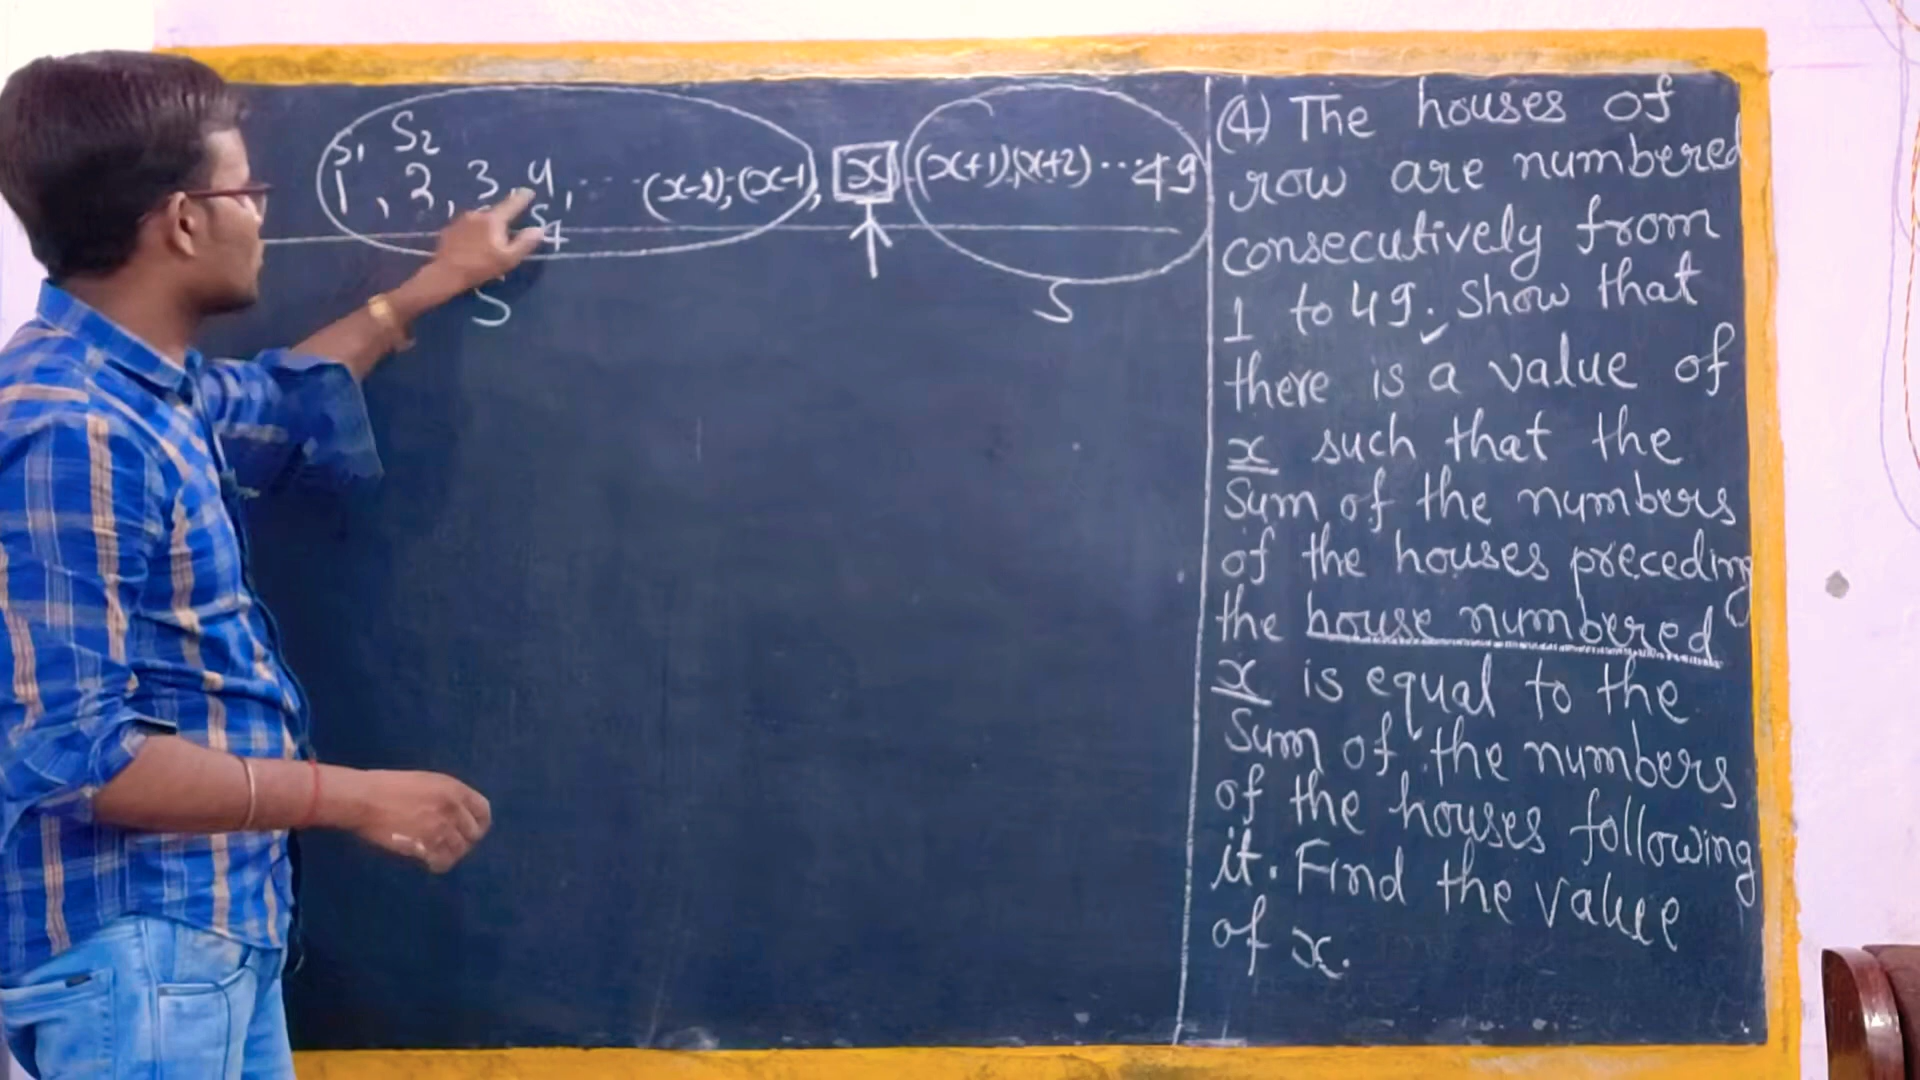 S1 S2
1, 2, 3, 4, ... (x-2), (x-1), x (x+1), (x+2) ... 49
S4
S S
(4) The houses of
row are numbered
consecutively from
1 to 49. Show that
there is a value of
x such that the
Sum of the numbers
of the houses preceding
the house numbered
x is equal to the
Sum of the numbers
of the houses following
it. Find the value
of x.